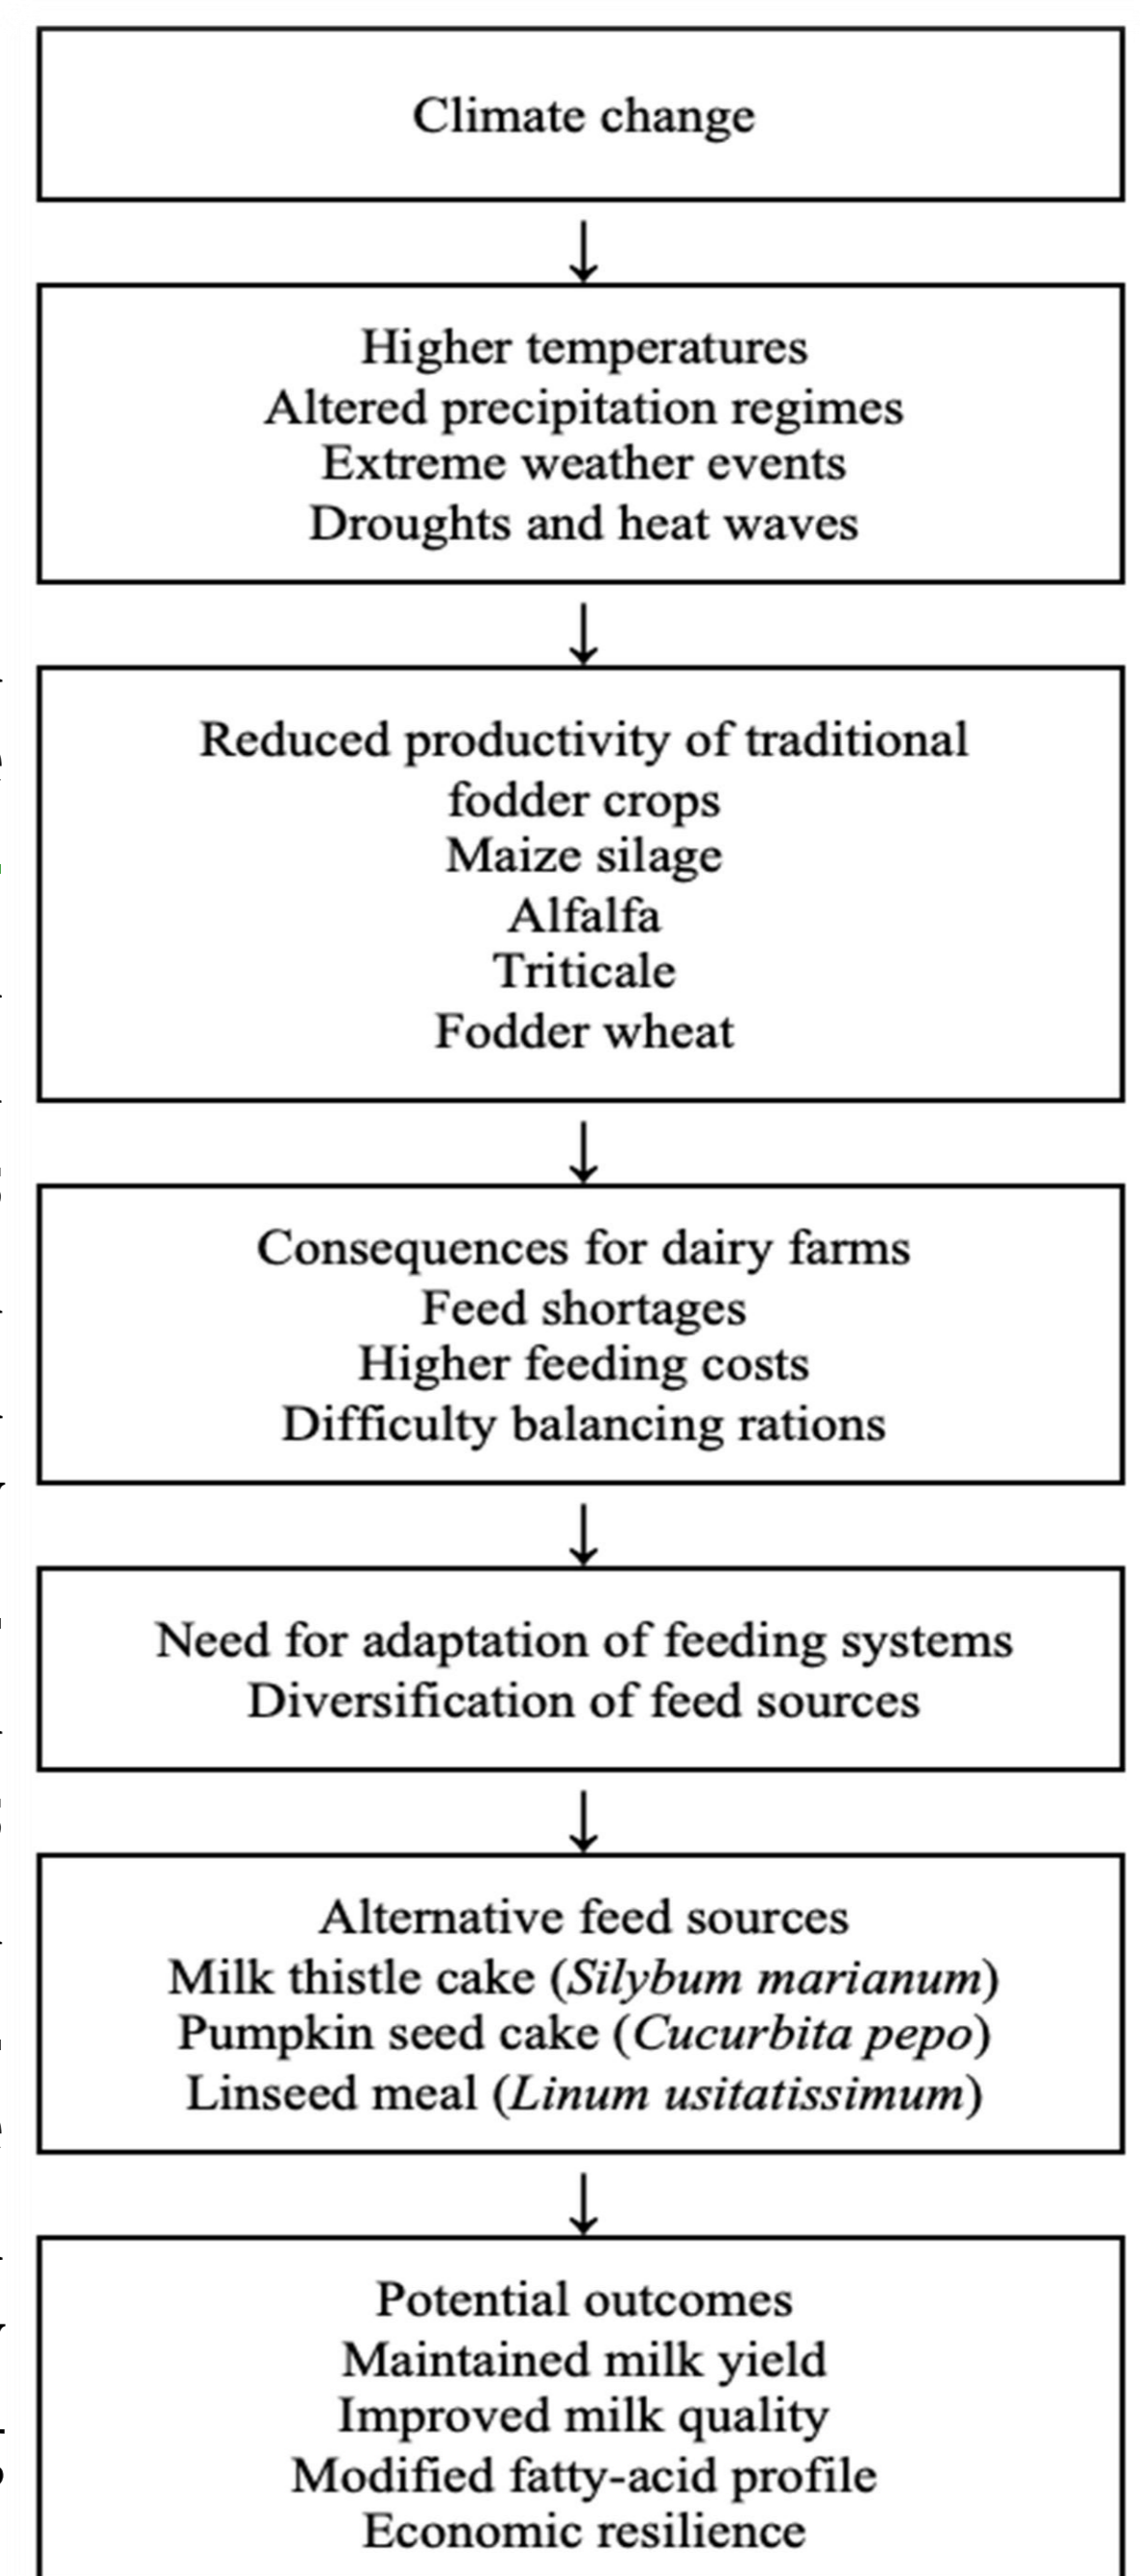 Climate change
↓
Higher temperatures
Altered precipitation regimes
Extreme weather events
Droughts and heat waves
↓
Reduced productivity of traditional
fodder crops
Maize silage
Alfalfa
Triticale
Fodder wheat
↓
Consequences for dairy farms
Feed shortages
Higher feeding costs
Difficulty balancing rations
↓
Need for adaptation of feeding systems
Diversification of feed sources
↓
Alternative feed sources
Milk thistle cake (Silybum marianum)
Pumpkin seed cake (Cucurbita pepo)
Linseed meal (Linum usitatissimum)
↓
Potential outcomes
Maintained milk yield
Improved milk quality
Modified fatty-acid profile
Economic resilience